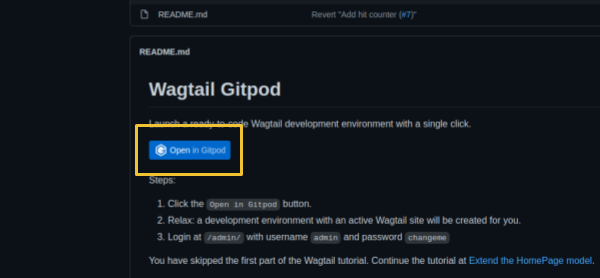 README.md Revert "Add hit counter (#7)"
README.md
Wagtail Gitpod
Launch a ready-to-code Wagtail development environment with a single click.
Open in Gitpod
Steps:
1. Click the Open in Gitpod button.
2. Relax: a development environment with an active Wagtail site will be created for you.
3. Login at /admin/ with username admin and password changeme
You have skipped the first part of the Wagtail tutorial. Continue the tutorial at Extend the HomePage model.